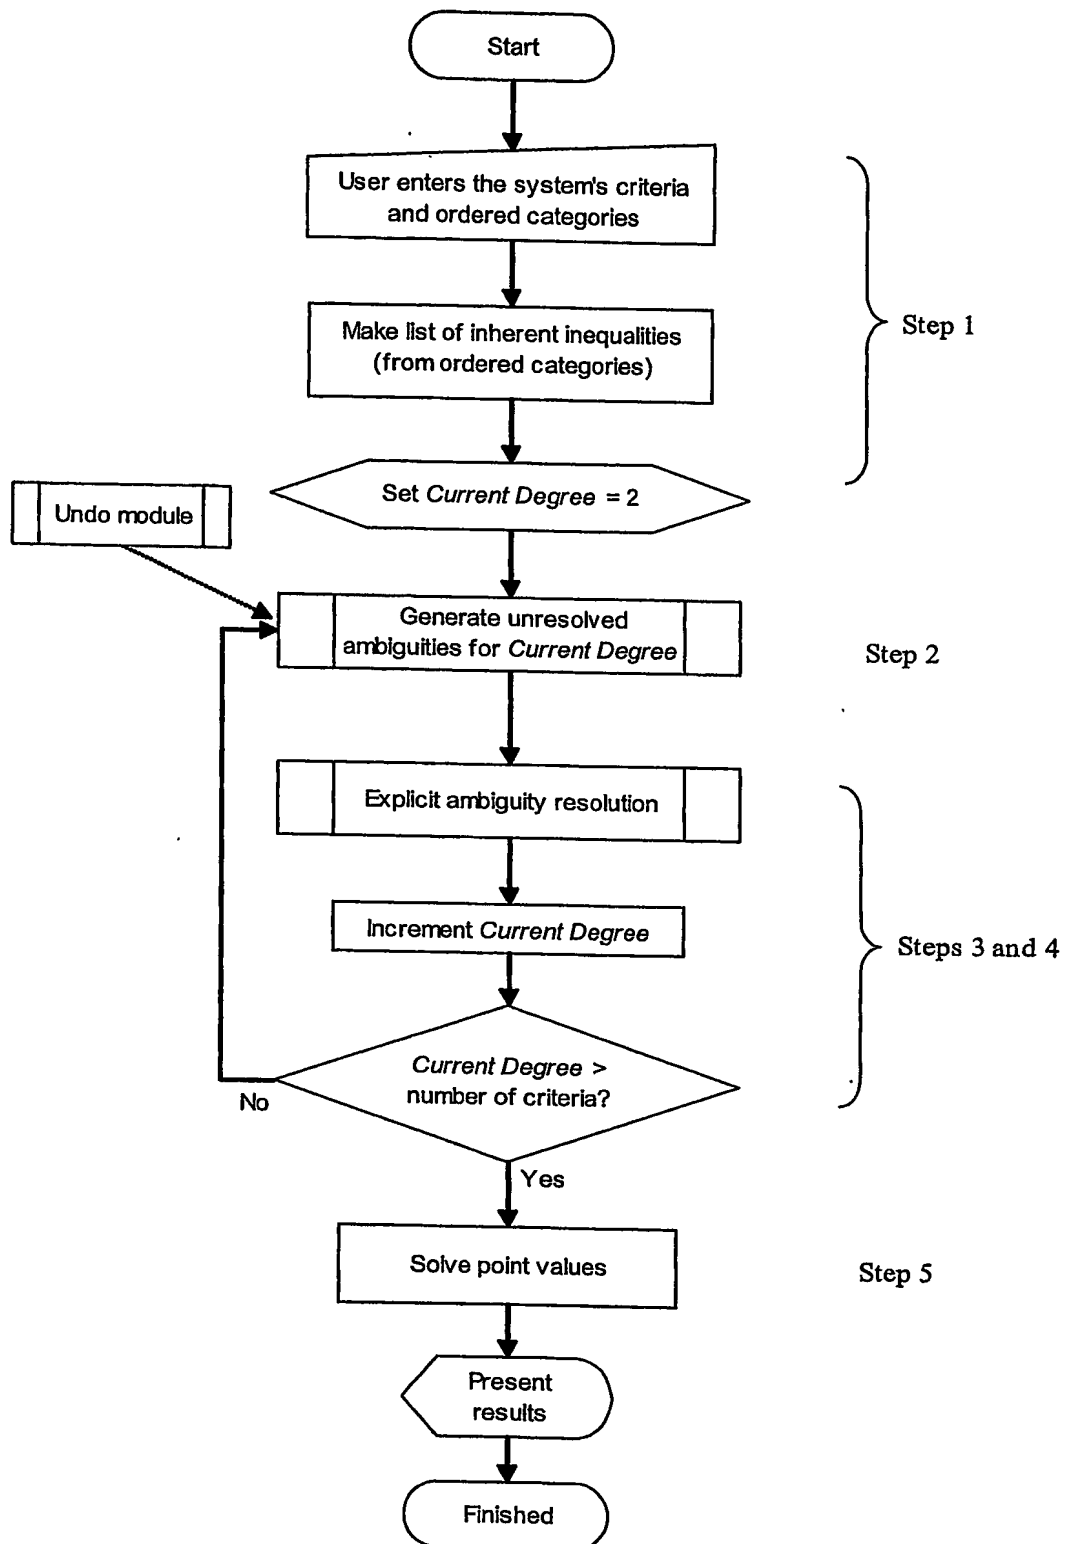 Start
User enters the system's criteria
and ordered categories
Make list of inherent inequalities
(from ordered categories)
Step 1
Set Current Degree = 2
Undo module
Generate unresolved
ambiguities for Current Degree
Step 2
Explicit ambiguity resolution
Increment Current Degree
Steps 3 and 4
Current Degree >
number of criteria?
No
Yes
Solve point values
Step 5
Present
results
Finished